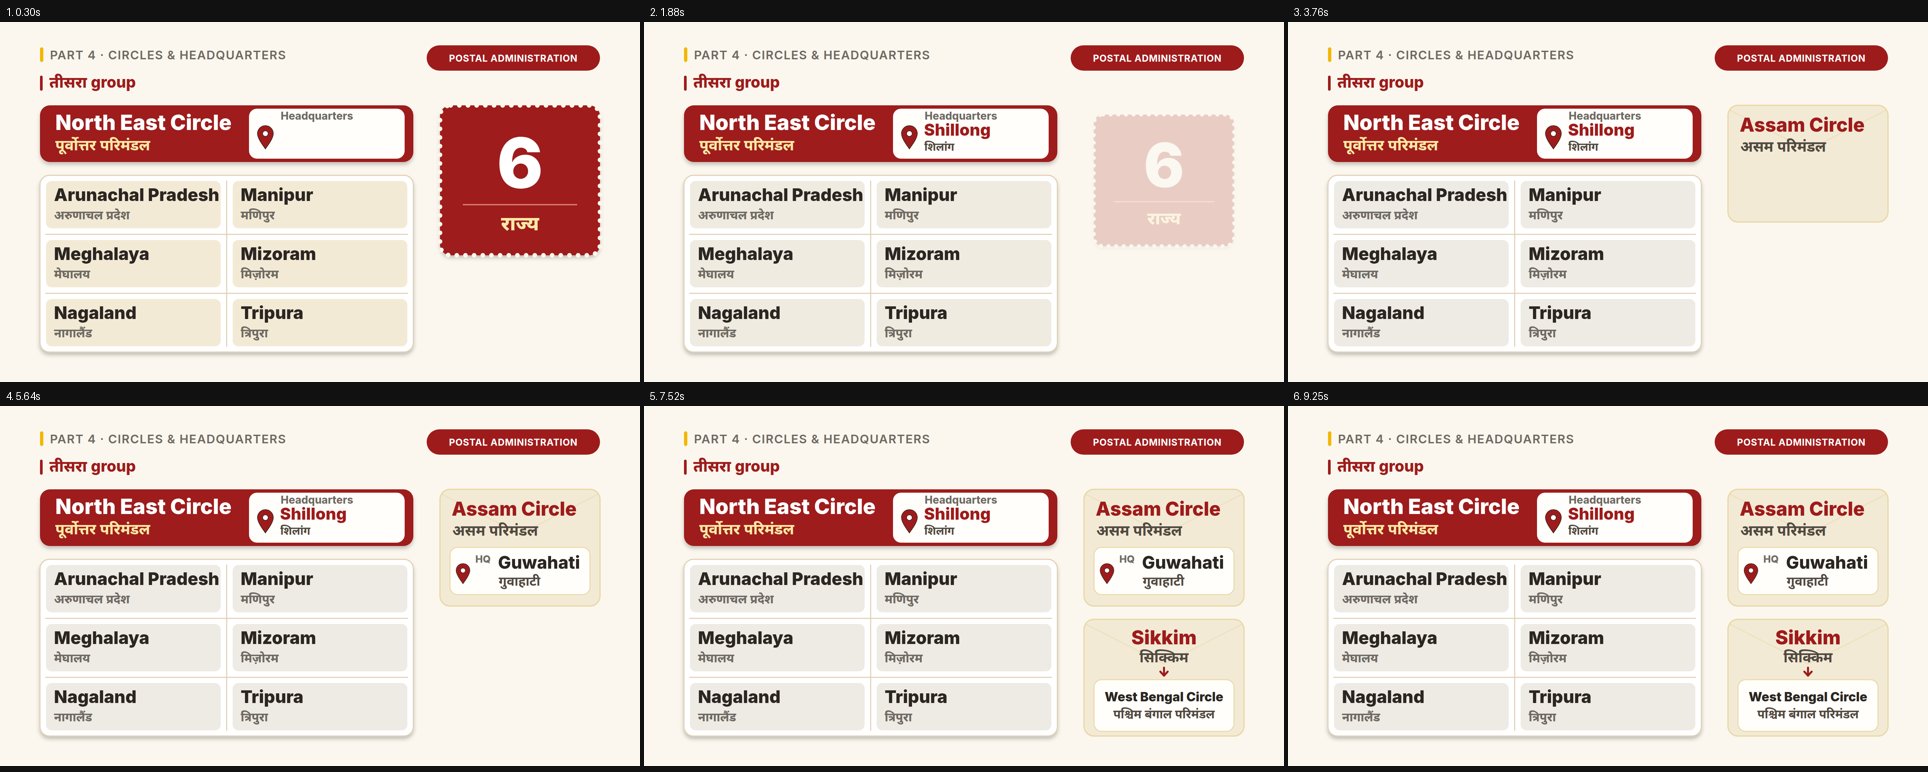 1. 0.30s
PART 4 · CIRCLES & HEADQUARTERS
POSTAL ADMINISTRATION
तीसरा group
North East Circle
पूर्वोत्तर परिमंडल
Headquarters
6
राज्य
Arunachal Pradesh
अरुणाचल प्रदेश
Manipur
मणिपुर
Meghalaya
मेघालय
Mizoram
मिज़ोरम
Nagaland
नागालैंड
Tripura
त्रिपुरा
2. 1.88s
PART 4 · CIRCLES & HEADQUARTERS
POSTAL ADMINISTRATION
तीसरा group
North East Circle
पूर्वोत्तर परिमंडल
Headquarters
Shillong
शिलांग
6
राज्य
Arunachal Pradesh
अरुणाचल प्रदेश
Manipur
मणिपुर
Meghalaya
मेघालय
Mizoram
मिज़ोरम
Nagaland
नागालैंड
Tripura
त्रिपुरा
3. 3.76s
PART 4 · CIRCLES & HEADQUARTERS
POSTAL ADMINISTRATION
तीसरा group
North East Circle
पूर्वोत्तर परिमंडल
Headquarters
Shillong
शिलांग
Assam Circle
असम परिमंडल
Arunachal Pradesh
अरुणाचल प्रदेश
Manipur
मणिपुर
Meghalaya
मेघालय
Mizoram
मिज़ोरम
Nagaland
नागालैंड
Tripura
त्रिपुरा
4. 5.64s
PART 4 · CIRCLES & HEADQUARTERS
POSTAL ADMINISTRATION
तीसरा group
North East Circle
पूर्वोत्तर परिमंडल
Headquarters
Shillong
शिलांग
Assam Circle
असम परिमंडल
HQ Guwahati
गुवाहाटी
Arunachal Pradesh
अरुणाचल प्रदेश
Manipur
मणिपुर
Meghalaya
मेघालय
Mizoram
मिज़ोरम
Nagaland
नागालैंड
Tripura
त्रिपुरा
5. 7.52s
PART 4 · CIRCLES & HEADQUARTERS
POSTAL ADMINISTRATION
तीसरा group
North East Circle
पूर्वोत्तर परिमंडल
Headquarters
Shillong
शिलांग
Assam Circle
असम परिमंडल
HQ Guwahati
गुवाहाटी
Arunachal Pradesh
अरुणाचल प्रदेश
Manipur
मणिपुर
Meghalaya
मेघालय
Mizoram
मिज़ोरम
Nagaland
नागालैंड
Tripura
त्रिपुरा
Sikkim
सिक्किम
West Bengal Circle
पश्चिम बंगाल परिमंडल
6. 9.25s
PART 4 · CIRCLES & HEADQUARTERS
POSTAL ADMINISTRATION
तीसरा group
North East Circle
पूर्वोत्तर परिमंडल
Headquarters
Shillong
शिलांग
Assam Circle
असम परिमंडल
HQ Guwahati
गुवाहाटी
Arunachal Pradesh
अरुणाचल प्रदेश
Manipur
मणिपुर
Meghalaya
मेघालय
Mizoram
मिज़ोरम
Nagaland
नागालैंड
Tripura
त्रिपुरा
Sikkim
सिक्किम
West Bengal Circle
पश्चिम बंगाल परिमंडल